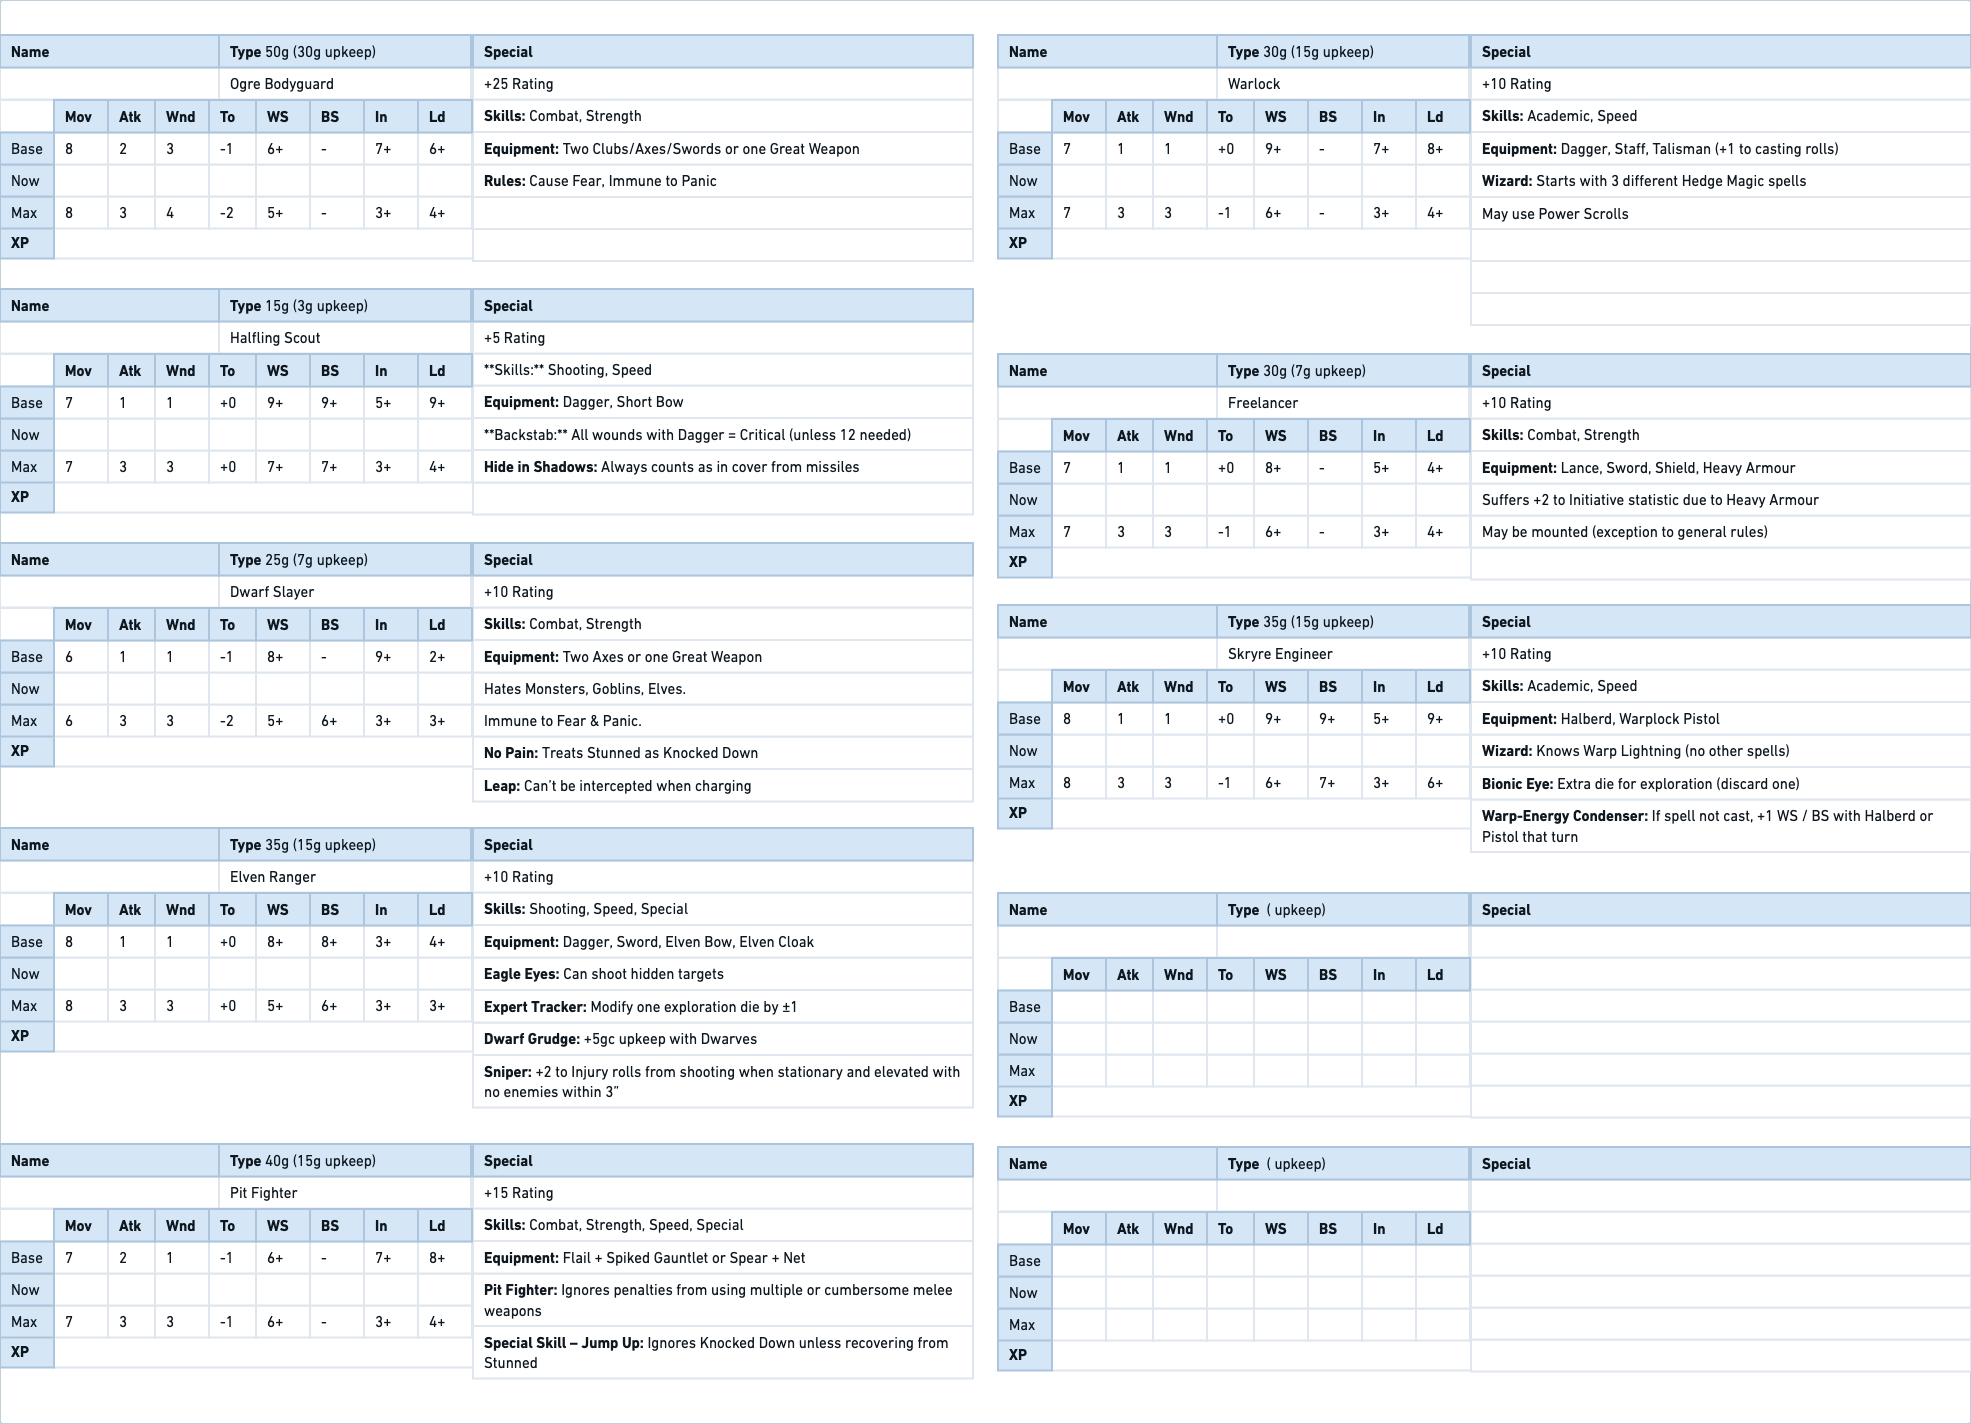 Name Type 50g (30g upkeep) Special
Ogre Bodyguard +25 Rating
Mov Atk Wnd To WS BS In Ld Skills: Combat, Strength
Base 8 2 3 -1 6+ - 7+ 6+ Equipment: Two Clubs/Axes/Swords or one Great Weapon
Now Rules: Cause Fear, Immune to Panic
Max 8 3 4 -2 5+ - 3+ 4+
XP
Name Type 15g (3g upkeep) Special
Halfling Scout +5 Rating
Mov Atk Wnd To WS BS In Ld **Skills:** Shooting, Speed
Base 7 1 1 +0 9+ 9+ 5+ 9+ Equipment: Dagger, Short Bow
Now **Backstab:** All wounds with Dagger = Critical (unless 12 needed)
Max 7 3 3 +0 7+ 7+ 3+ 4+ Hide in Shadows: Always counts as in cover from missiles
XP
Name Type 25g (7g upkeep) Special
Dwarf Slayer +10 Rating
Mov Atk Wnd To WS BS In Ld Skills: Combat, Strength
Base 6 1 1 -1 8+ - 9+ 2+ Equipment: Two Axes or one Great Weapon
Now Hates Monsters, Goblins, Elves.
Max 6 3 3 -2 5+ 6+ 3+ 3+ Immune to Fear & Panic.
XP No Pain: Treats Stunned as Knocked Down
Leap: Can't be intercepted when charging
Name Type 35g (15g upkeep) Special
Elven Ranger +10 Rating
Mov Atk Wnd To WS BS In Ld Skills: Shooting, Speed, Special
Base 8 1 1 +0 8+ 8+ 3+ 4+ Equipment: Dagger, Sword, Elven Bow, Elven Cloak
Now Eagle Eyes: Can shoot hidden targets
Max 8 3 3 +0 5+ 6+ 3+ 3+ Expert Tracker: Modify one exploration die by ±1
XP Dwarf Grudge: +5gc upkeep with Dwarves
Sniper: +2 to Injury rolls from shooting when stationary and elevated with
no enemies within 3”
Name Type 40g (15g upkeep) Special
Pit Fighter +15 Rating
Mov Atk Wnd To WS BS In Ld Skills: Combat, Strength, Speed, Special
Base 7 2 1 -1 6+ - 7+ 8+ Equipment: Flail + Spiked Gauntlet or Spear + Net
Now Pit Fighter: Ignores penalties from using multiple or cumbersome melee
weapons
Max 7 3 3 -1 6+ - 3+ 4+
XP Special Skill – Jump Up: Ignores Knocked Down unless recovering from
Stunned
Name Type 30g (15g upkeep) Special
Warlock +10 Rating
Mov Atk Wnd To WS BS In Ld Skills: Academic, Speed
Base 7 1 1 +0 9+ - 7+ 8+ Equipment: Dagger, Staff, Talisman (+1 to casting rolls)
Now Wizard: Starts with 3 different Hedge Magic spells
Max 7 3 3 -1 6+ - 3+ 4+ May use Power Scrolls
XP
Name Type 30g (7g upkeep) Special
Freelancer +10 Rating
Mov Atk Wnd To WS BS In Ld Skills: Combat, Strength
Base 7 1 1 +0 8+ - 5+ 4+ Equipment: Lance, Sword, Shield, Heavy Armour
Now Suffers +2 to Initiative statistic due to Heavy Armour
Max 7 3 3 -1 6+ - 3+ 4+ May be mounted (exception to general rules)
XP
Name Type 35g (15g upkeep) Special
Skryre Engineer +10 Rating
Mov Atk Wnd To WS BS In Ld Skills: Academic, Speed
Base 8 1 1 +0 9+ 9+ 5+ 9+ Equipment: Halberd, Warplock Pistol
Now Wizard: Knows Warp Lightning (no other spells)
Max 8 3 3 -1 6+ 7+ 3+ 6+ Bionic Eye: Extra die for exploration (discard one)
XP Warp-Energy Condenser: If spell not cast, +1 WS / BS with Halberd or
Pistol that turn
Name Type ( upkeep) Special
Mov Atk Wnd To WS BS In Ld
Base
Now
Max
XP
Name Type ( upkeep) Special
Mov Atk Wnd To WS BS In Ld
Base
Now
Max
XP